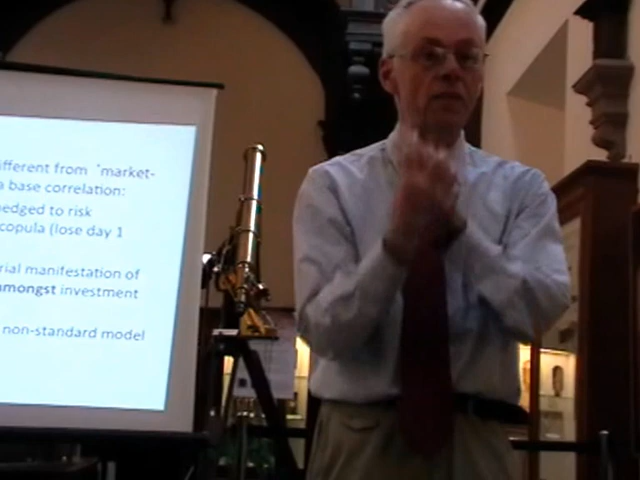 ifferent from 'market-
a base correlation:
edged to risk
copula (lose day 1
rial manifestation of
mongst investment
non-standard model